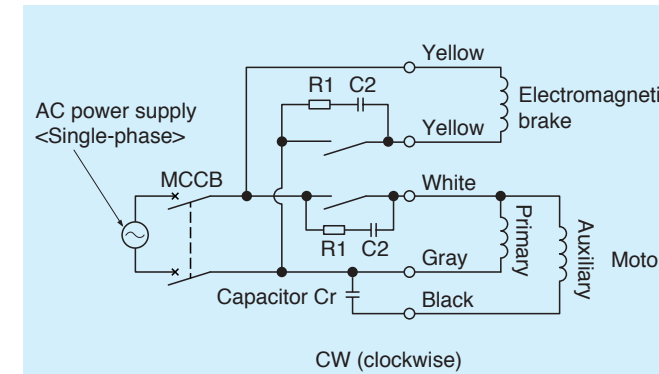 Yellow
R1 C2
Electromagneti
brake
AC power supply
<Single-phase>
Yellow
MCCB
White
R1 C2
Primary
Auxiliary
Moto
Gray
Capacitor Cr
Black
CW (clockwise)